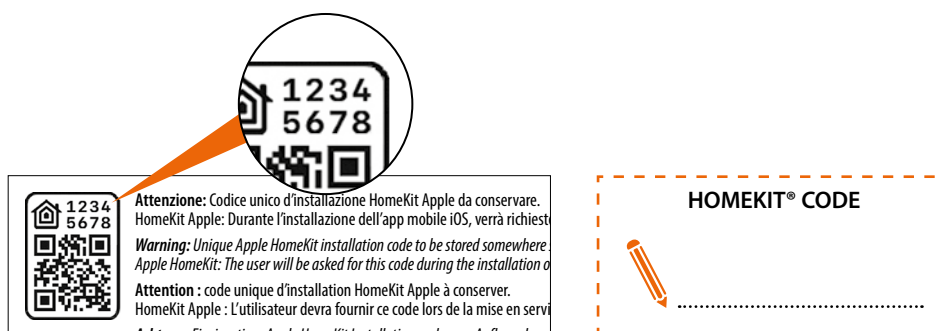 1234
5678
1234
5678
Attenzione: Codice unico d'installazione HomeKit Apple da conservare.
HomeKit Apple: Durante l'installazione dell'app mobile iOS, verrà
Warning: Unique Apple HomeKit installation code to be stored somewhere
Apple HomeKit: The user will be asked for this code during the installation
Attention : code unique d'installation HomeKit Apple à conserver.
HomeKit Apple : L'utilisateur devra fournir ce code lors de la mise en
HOMEKIT® CODE